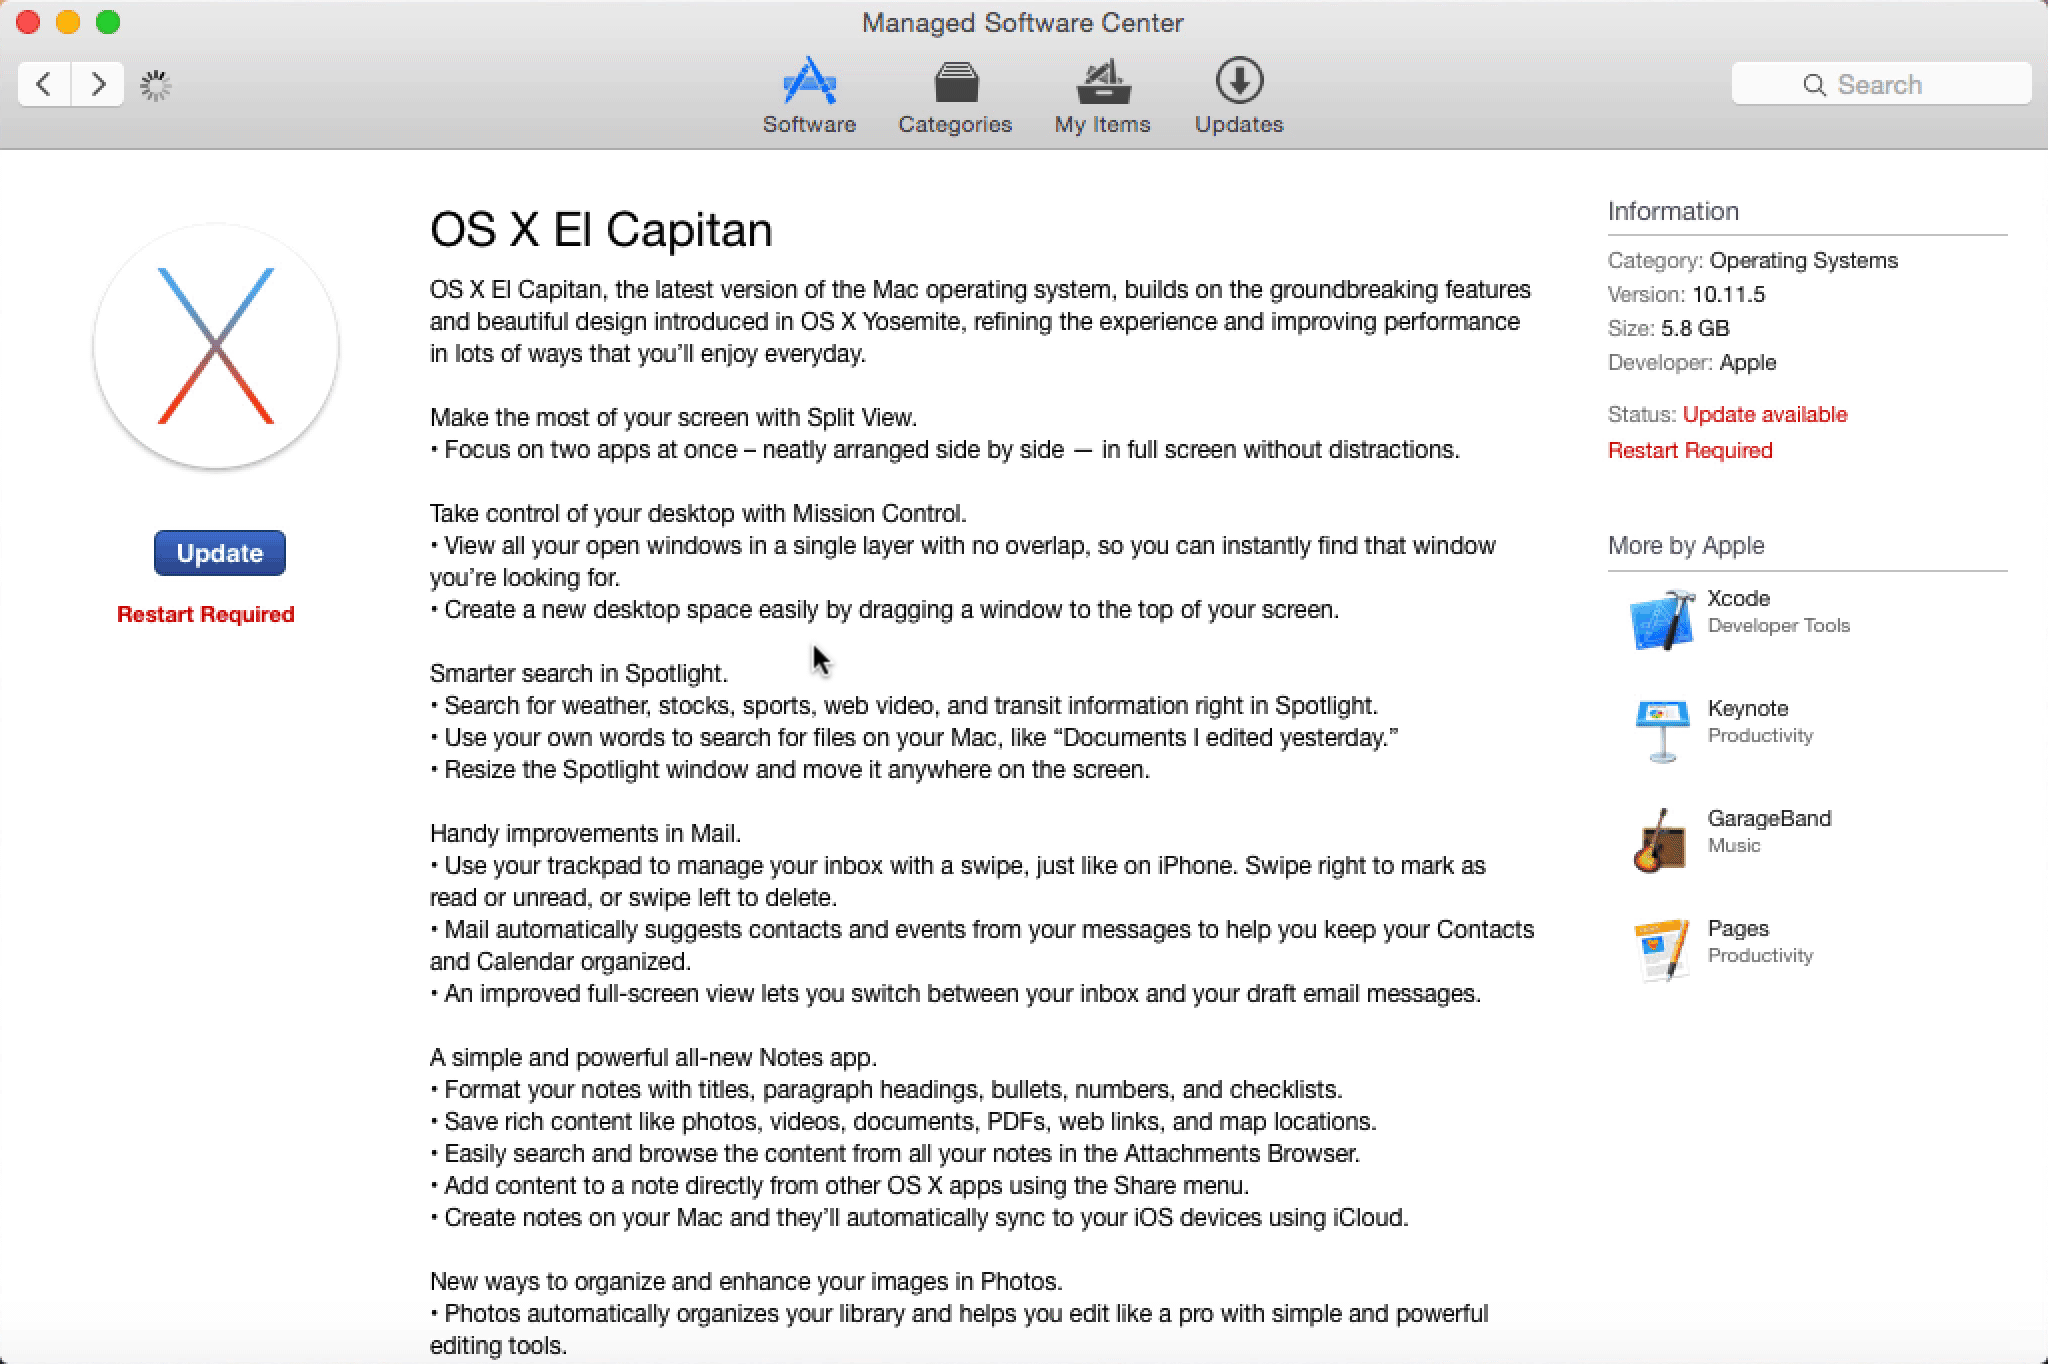 Managed Software Center
Software
Categories
My Items
Updates
Search
OS X El Capitan
OS X El Capitan, the latest version of the Mac operating system, builds on the groundbreaking features
and beautiful design introduced in OS X Yosemite, refining the experience and improving performance
in lots of ways that you’ll enjoy everyday.
Make the most of your screen with Split View.
• Focus on two apps at once – neatly arranged side by side — in full screen without distractions.
Take control of your desktop with Mission Control.
• View all your open windows in a single layer with no overlap, so you can instantly find that window
you’re looking for.
• Create a new desktop space easily by dragging a window to the top of your screen.
Smarter search in Spotlight.
• Search for weather, stocks, sports, web video, and transit information right in Spotlight.
• Use your own words to search for files on your Mac, like “Documents I edited yesterday.”
• Resize the Spotlight window and move it anywhere on the screen.
Handy improvements in Mail.
• Use your trackpad to manage your inbox with a swipe, just like on iPhone. Swipe right to mark as
read or unread, or swipe left to delete.
• Mail automatically suggests contacts and events from your messages to help you keep your Contacts
and Calendar organized.
• An improved full-screen view lets you switch between your inbox and your draft email messages.
A simple and powerful all-new Notes app.
• Format your notes with titles, paragraph headings, bullets, numbers, and checklists.
• Save rich content like photos, videos, documents, PDFs, web links, and map locations.
• Easily search and browse the content from all your notes in the Attachments Browser.
• Add content to a note directly from other OS X apps using the Share menu.
• Create notes on your Mac and they’ll automatically sync to your iOS devices using iCloud.
New ways to organize and enhance your images in Photos.
• Photos automatically organizes your library and helps you edit like a pro with simple and powerful
editing tools.
Update
Restart Required
Information
Category: Operating Systems
Version: 10.11.5
Size: 5.8 GB
Developer: Apple
Status: Update available
Restart Required
More by Apple
Xcode
Developer Tools
Keynote
Productivity
GarageBand
Music
Pages
Productivity